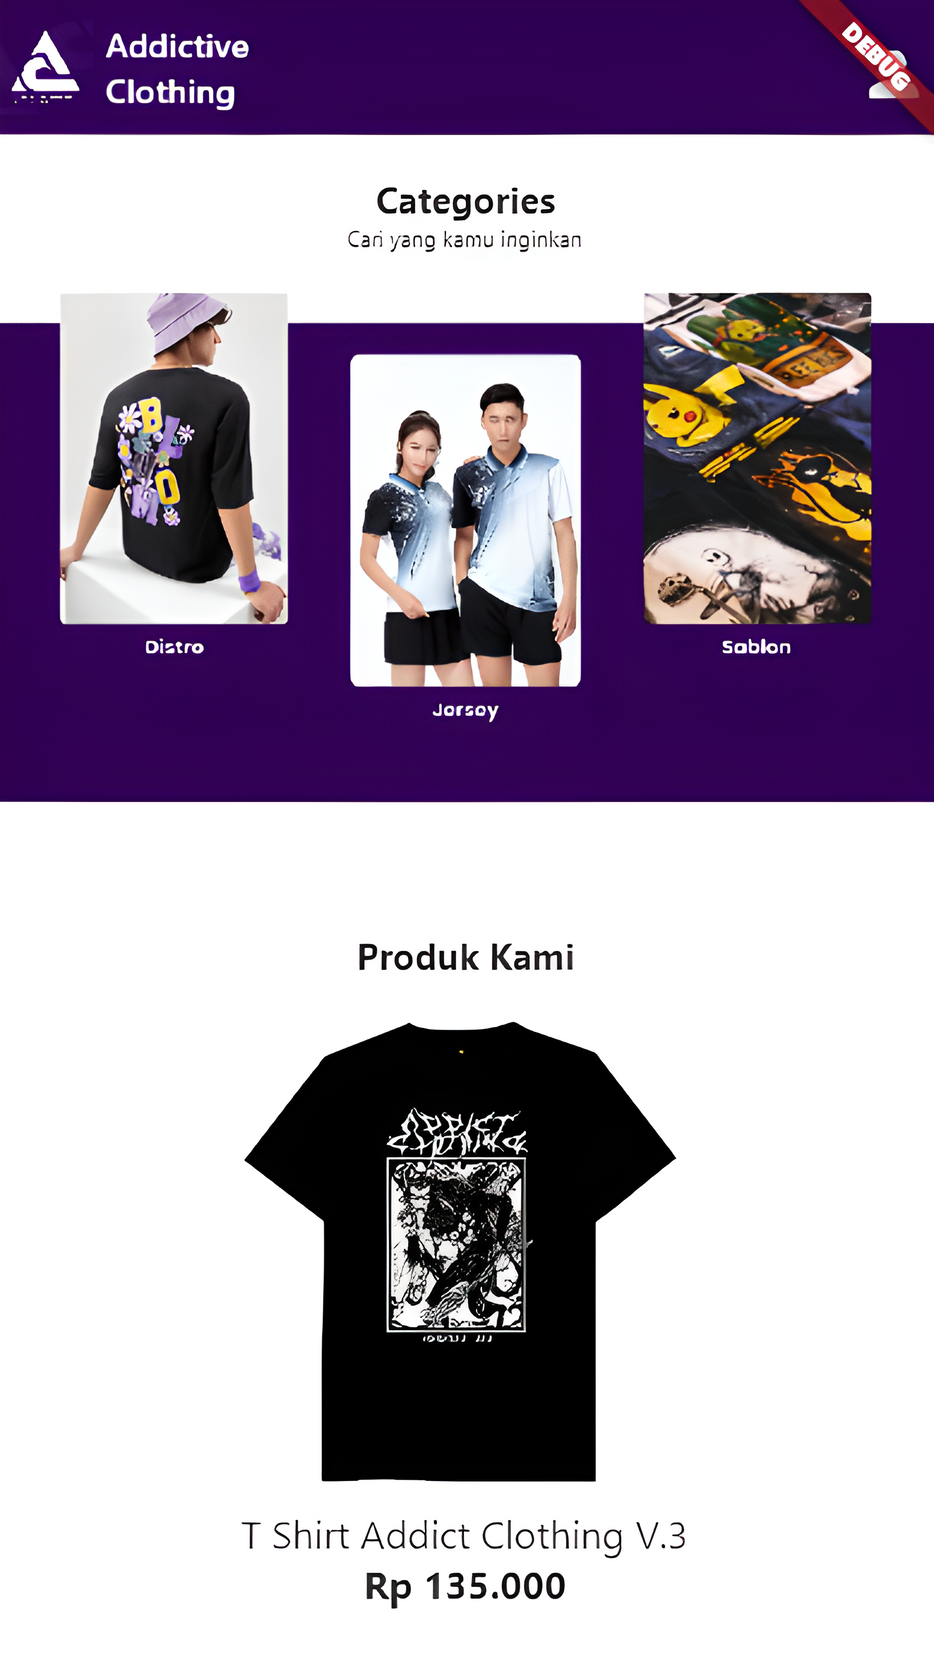 Addictive
Clothing
DEBUG
Categories
Cari yang kamu inginkan
Distro
Sablon
Jersey
Produk Kami
T Shirt Addict Clothing V.3
Rp 135.000